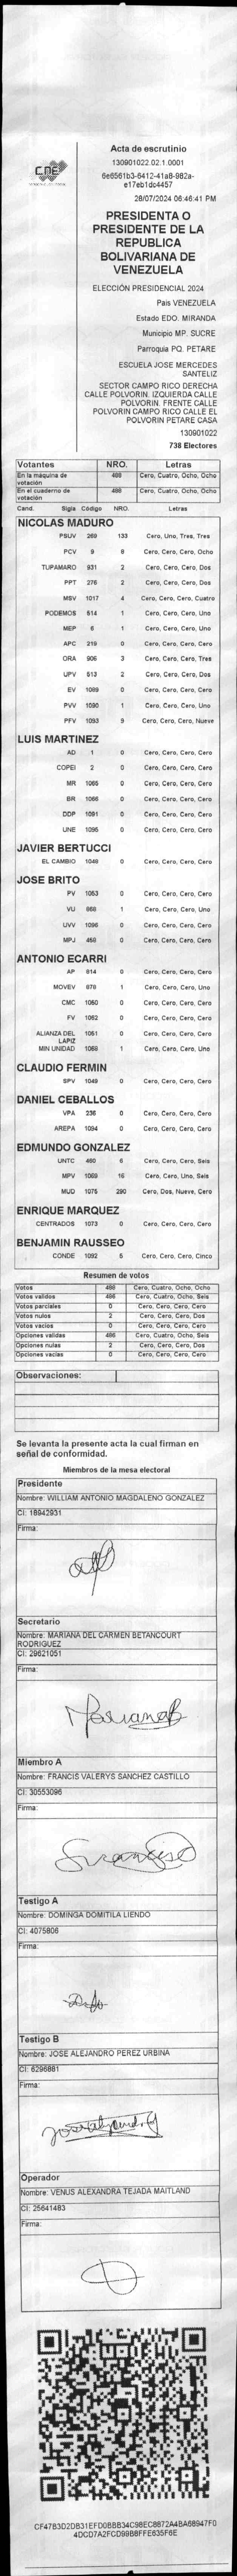 CNE
Acta de escrutinio
130901022.02.1.0001
6e6561b3-6412-41a8-982a-
e17eb1dc4457
28/07/2024 06:46:41 PM
PRESIDENTA O
PRESIDENTE DE LA
REPUBLICA
BOLIVARIANA DE
VENEZUELA
ELECCIÓN PRESIDENCIAL 2024
País VENEZUELA
Estado EDO. MIRANDA
Municipio MP. SUCRE
Parroquia PQ. PETARE
ESCUELA JOSE MERCEDES
SANTELIZ
SECTOR CAMPO RICO DERECHA
CALLE POLVORIN. IZQUIERDA CALLE
POLVORIN. FRENTE CALLE
POLVORIN CAMPO RICO CALLE EL
POLVORIN PETARE CASA
130901022
738 Electores
Votantes NRO. Letras
En la máquina de votación 488 Cero, Cuatro, Ocho, Ocho
En el cuaderno de votación 488 Cero, Cuatro, Ocho, Ocho
Cand. Sigla Código NRO. Letras
NICOLAS MADURO
PSUV 269 133 Cero, Uno, Tres, Tres
PCV 9 8 Cero, Cero, Cero, Ocho
TUPAMARO 931 2 Cero, Cero, Cero, Dos
PPT 276 2 Cero, Cero, Cero, Dos
MSV 1017 4 Cero, Cero, Cero, Cuatro
PODEMOS 514 1 Cero, Cero, Cero, Uno
MEP 6 1 Cero, Cero, Cero, Uno
APC 219 0 Cero, Cero, Cero, Cero
ORA 906 3 Cero, Cero, Cero, Tres
UPV 513 2 Cero, Cero, Cero, Dos
EV 1089 0 Cero, Cero, Cero, Cero
PVV 1090 1 Cero, Cero, Cero, Uno
PFV 1093 9 Cero, Cero, Cero, Nueve
LUIS MARTINEZ
AD 1 0 Cero, Cero, Cero, Cero
COPEI 2 0 Cero, Cero, Cero, Cero
MR 1065 0 Cero, Cero, Cero, Cero
BR 1066 0 Cero, Cero, Cero, Cero
DDP 1091 0 Cero, Cero, Cero, Cero
UNE 1095 0 Cero, Cero, Cero, Cero
JAVIER BERTUCCI
EL CAMBIO 1048 0 Cero, Cero, Cero, Cero
JOSE BRITO
PV 1053 0 Cero, Cero, Cero, Cero
VU 668 1 Cero, Cero, Cero, Uno
UVV 1096 0 Cero, Cero, Cero, Cero
MPJ 459 0 Cero, Cero, Cero, Cero
ANTONIO ECARRI
AP 814 0 Cero, Cero, Cero, Cero
MOVEV 678 1 Cero, Cero, Cero, Uno
CMC 1050 0 Cero, Cero, Cero, Cero
FV 1052 0 Cero, Cero, Cero, Cero
ALIANZA DEL LAPIZ 1051 0 Cero, Cero, Cero, Cero
MIN UNIDAD 1068 1 Cero, Cero, Cero, Uno
CLAUDIO FERMIN
SPV 1049 0 Cero, Cero, Cero, Cero
DANIEL CEBALLOS
VPA 236 0 Cero, Cero, Cero, Cero
AREPA 1094 0 Cero, Cero, Cero, Cero
EDMUNDO GONZALEZ
UNTC 460 6 Cero, Cero, Cero, Seis
MPV 1069 16 Cero, Cero, Uno, Seis
MUD 1075 290 Cero, Dos, Nueve, Cero
ENRIQUE MARQUEZ
CENTRADOS 1073 0 Cero, Cero, Cero, Cero
BENJAMIN RAUSSEO
CONDE 1092 5 Cero, Cero, Cero, Cinco
Resumen de votos
Votos 488 Cero, Cuatro, Ocho, Ocho
Votos validos 486 Cero, Cuatro, Ocho, Seis
Votos parciales 0 Cero, Cero, Cero, Cero
Votos nulos 2 Cero, Cero, Cero, Dos
Votos vacíos 0 Cero, Cero, Cero, Cero
Opciones validas 486 Cero, Cuatro, Ocho, Seis
Opciones nulas 2 Cero, Cero, Cero, Dos
Opciones vacías 0 Cero, Cero, Cero, Cero
Observaciones:
Se levanta la presente acta la cual firman en
señal de conformidad.
Miembros de la mesa electoral
Presidente
Nombre: WILLIAM ANTONIO MAGDALENO GONZALEZ
CI: 18942931
Firma:
Secretario
Nombre: MARIANA DEL CARMEN BETANCOURT
RODRIGUEZ
CI: 29621051
Firma:
MarianaB
Miembro A
Nombre: FRANCIS VALERYS SANCHEZ CASTILLO
CI: 30553096
Firma:
Testigo A
Nombre: DOMINGA DOMITILA LIENDO
CI: 4075806
Firma:
Testigo B
Nombre: JOSE ALEJANDRO PEREZ URBINA
CI: 6296881
Firma:
Operador
Nombre: VENUS ALEXANDRA TEJADA MAITLAND
CI: 25641483
Firma:
CF47B3D2DB31EFD0BBB34C98EC8872A4BA68947F0
4DCD7A2FCD99B8FFE635F6E